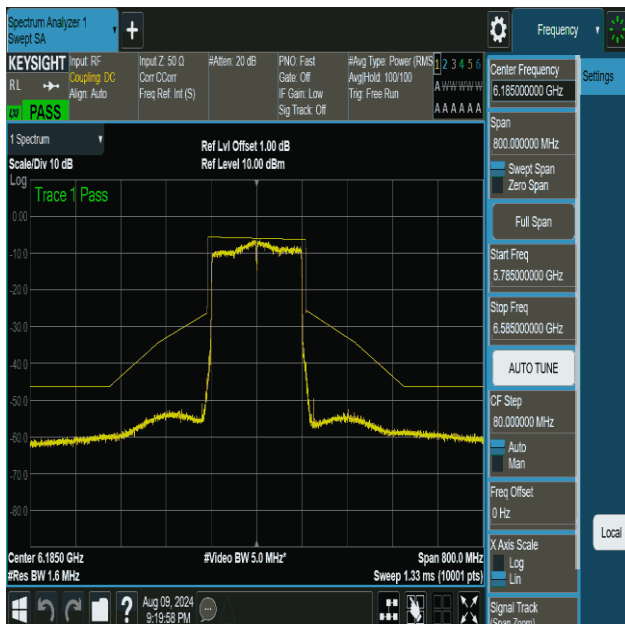 Spectrum Analyzer 1
Swept SA
+
Frequency
KEYSIGHT
Input: RF
Input Z: 50 Ω
#Atten: 20 dB
PNO: Fast
#Avg Type: Power (RMS
1 2 3 4 5 6
RL
Coupling: DC
Corr CCorr
Gate: Off
Avg|Hold: 100/100
A W W W W W
Align: Auto
Freq Ref: Int (S)
IF Gain: Low
Trig: Free Run
Sig Track: Off
A A A A A A
PASS
1 Spectrum
Ref Lvl Offset 1.00 dB
Scale/Div 10 dB
Ref Level 10.00 dBm
Log
Trace 1 Pass
0.00
-10.0
-20.0
-30.0
-40.0
-50.0
-60.0
-70.0
-80.0
Center 6.1850 GHz
#Video BW 5.0 MHz*
Span 800.0 MHz
#Res BW 1.6 MHz
Sweep 1.33 ms (10001 pts)
Aug 09, 2024
9:19:58 PM
?
Center Frequency
6.185000000 GHz
Settings
Span
800.000000 MHz
Swept Span
Zero Span
Full Span
Start Freq
5.785000000 GHz
Stop Freq
6.585000000 GHz
AUTO TUNE
CF Step
80.000000 MHz
Auto
Man
Freq Offset
0 Hz
Local
X Axis Scale
Log
Lin
Signal Track
(Span Zoom)